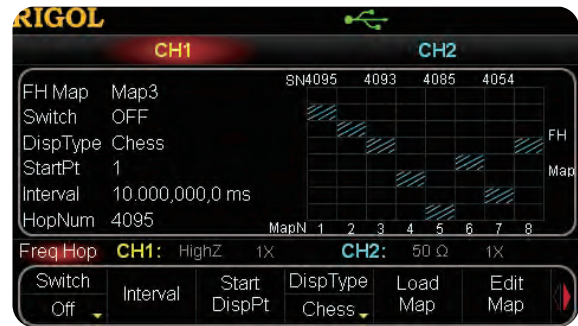 RIGOL
CH1 CH2
FH Map Map3
Switch OFF
DispType Chess
StartPt 1
Interval 10.000,000,0 ms
HopNum 4095
SN4095 4093 4085 4054
FH
Map
MapN 1 2 3 4 5 6 7 8
Freq Hop CH1: HighZ 1X CH2: 50 Ω 1X
Switch
Off
Interval
Start
DispPt
DispType
Chess
Load
Map
Edit
Map